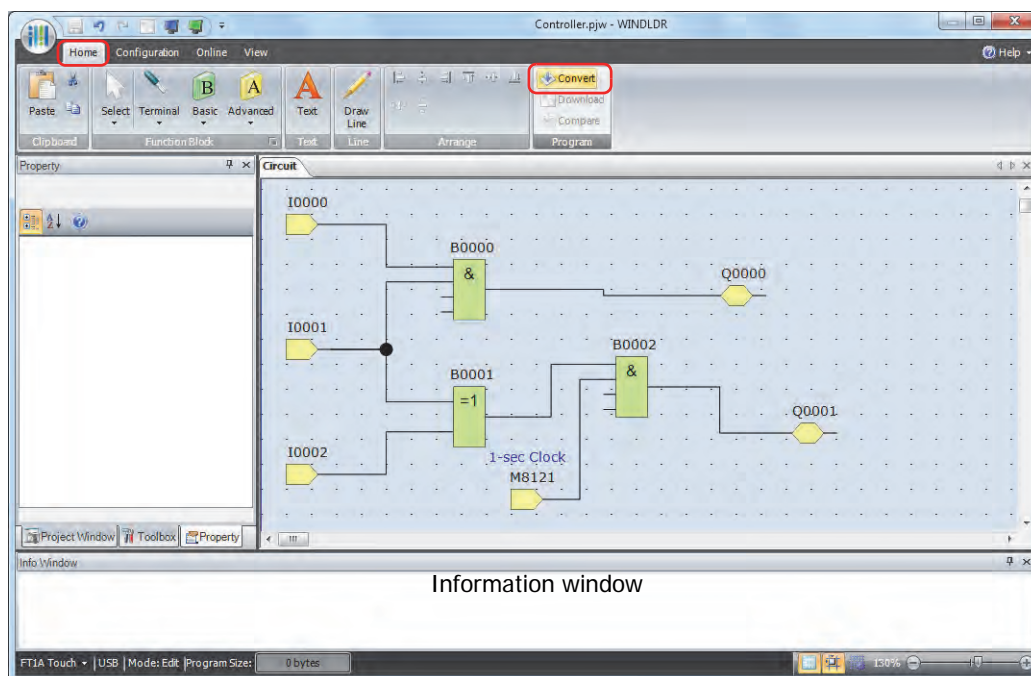 Controller.pjw - WINDLDR
Home Configuration Online View Help
Paste Select Terminal Basic Advanced Text Draw Line Convert
B A A
Download
Compare
Clipboard Function Block Text Line Arrange Program
Property
Circuit
I0000
B0000
&
Q0000
I0001
B0002
&
B0001
=1
Q0001
I0002
1-sec Clock
M8121
Project Window Toolbox Property
Info Window
Information window
FT1A Touch USB Mode: Edit Program Size: 0 bytes 130%